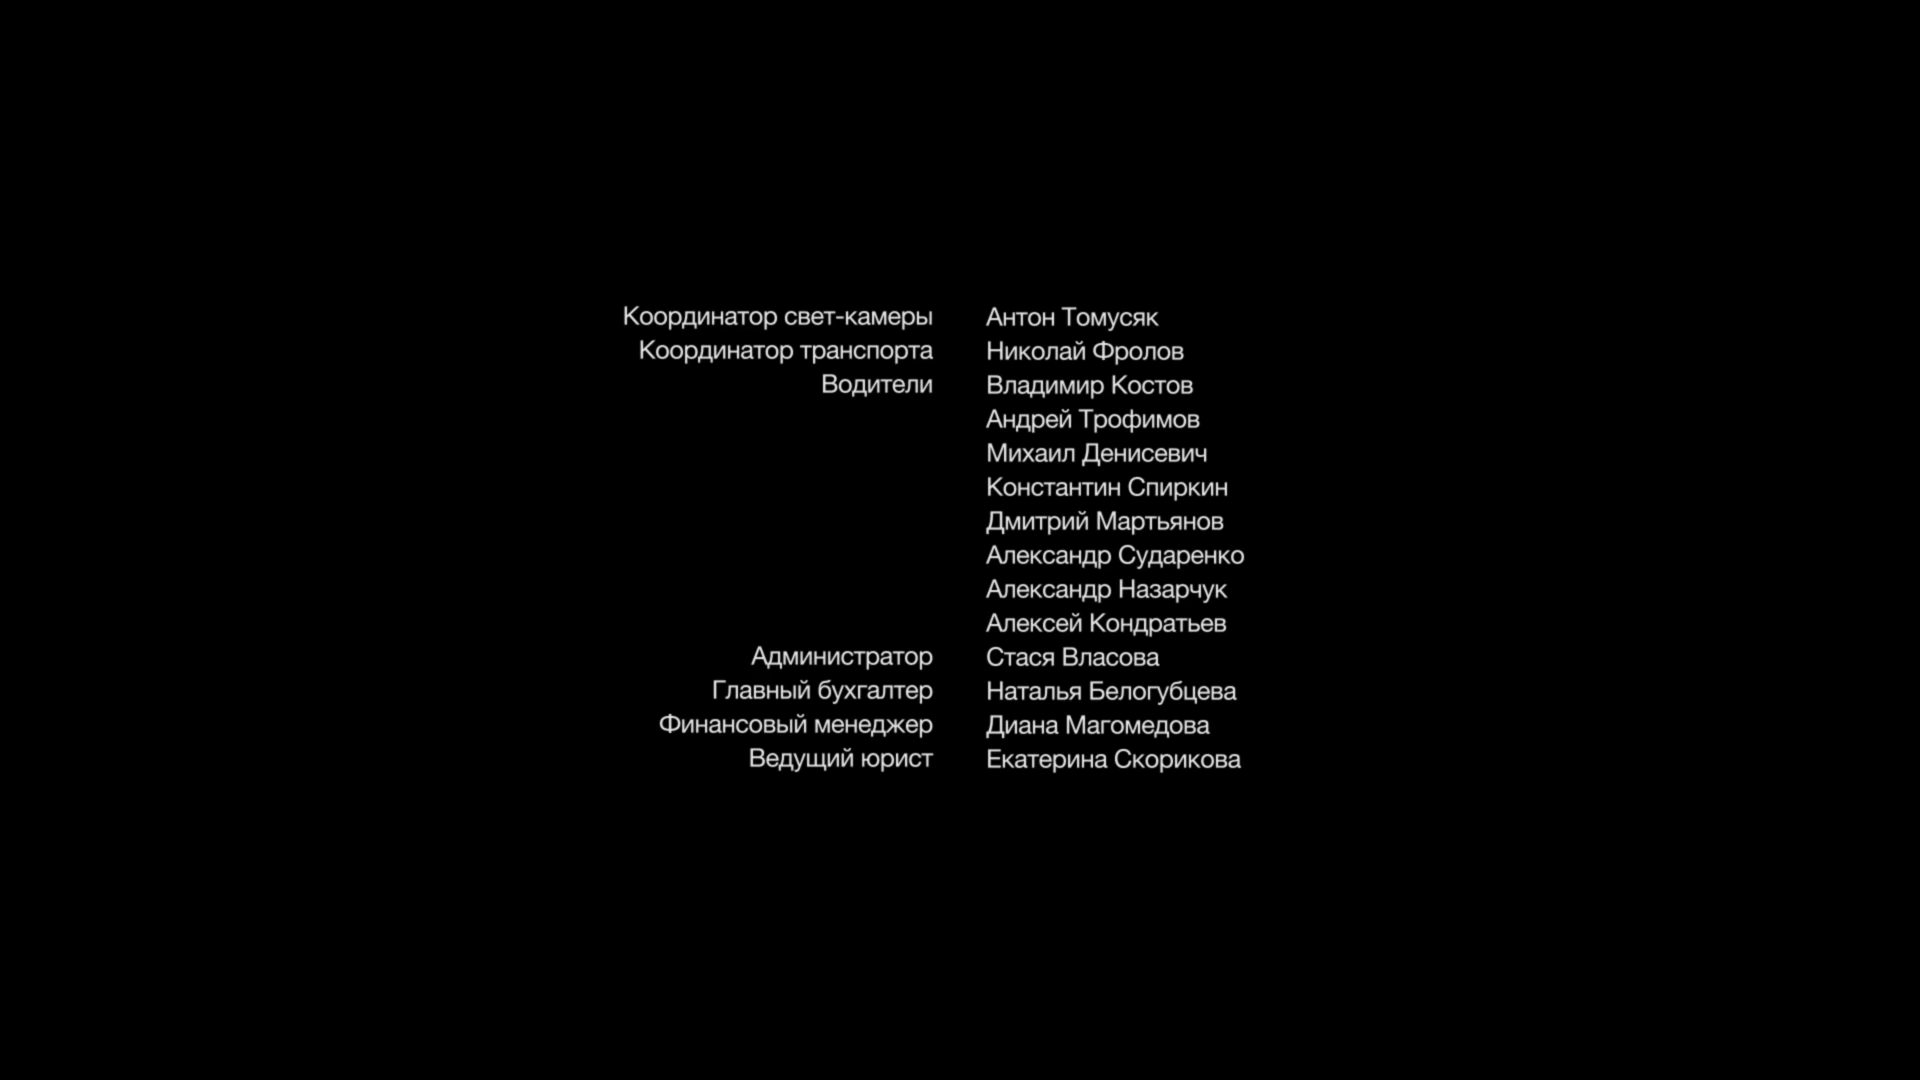 Координатор свет-камеры Антон Томусяк
Координатор транспорта Николай Фролов
Водители Владимир Костов
Андрей Трофимов
Михаил Денисевич
Константин Спиркин
Дмитрий Мартьянов
Александр Сударенко
Александр Назарчук
Алексей Кондратьев
Администратор Стася Власова
Главный бухгалтер Наталья Белогубцева
Финансовый менеджер Диана Магомедова
Ведущий юрист Екатерина Скорикова